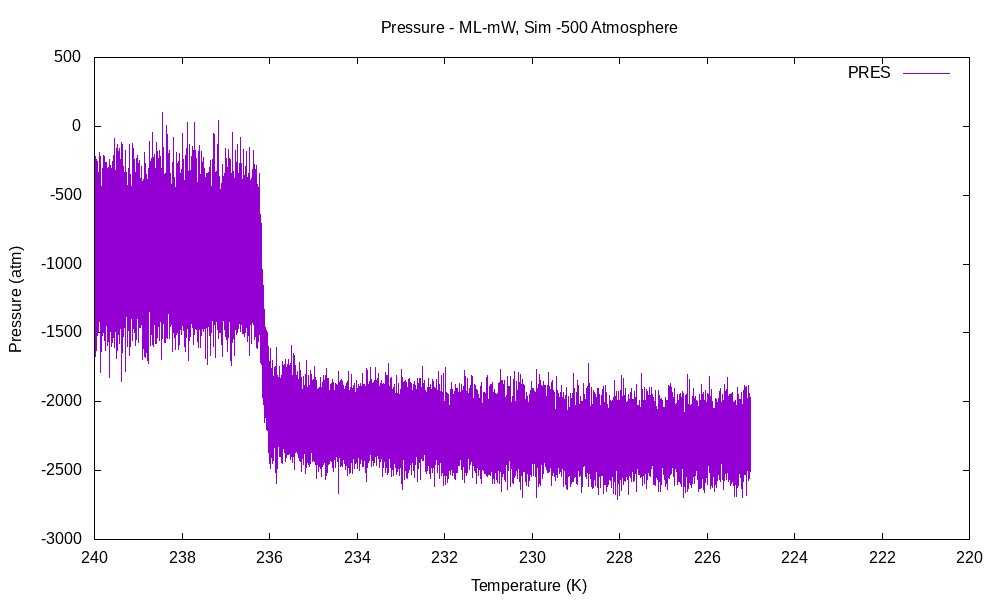 Pressure - ML-mW, Sim -500 Atmosphere
PRES
500
0
-500
-1000
-1500
-2000
-2500
-3000
Pressure (atm)
240 238 236 234 232 230 228 226 224 222 220
Temperature (K)